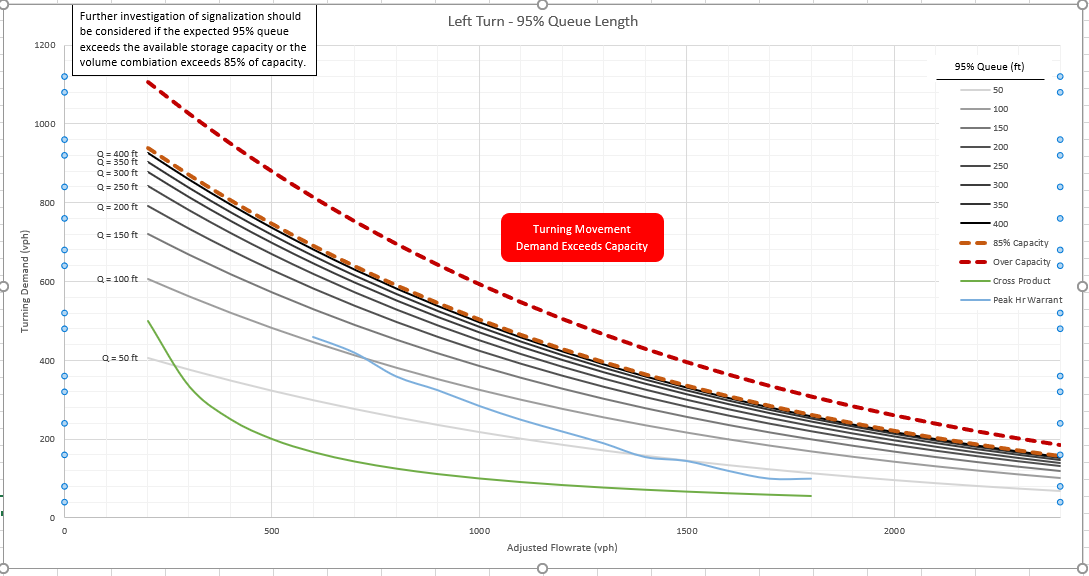 Further investigation of signalization should
be considered if the expected 95% queue
exceeds the available storage capacity or the
volume combiation exceeds 85% of capacity.
Left Turn - 95% Queue Length
1200
1000
800
600
400
200
0
Turning Demand (vph)
Q = 400 ft
Q = 350 ft
Q = 300 ft
Q = 250 ft
Q = 200 ft
Q = 150 ft
Q = 100 ft
Q = 50 ft
Turning Movement
Demand Exceeds Capacity
95% Queue (ft)
50
100
150
200
250
300
350
400
85% Capacity
Over Capacity
Cross Product
Peak Hr Warrant
0
500
1000
1500
2000
Adjusted Flowrate (vph)